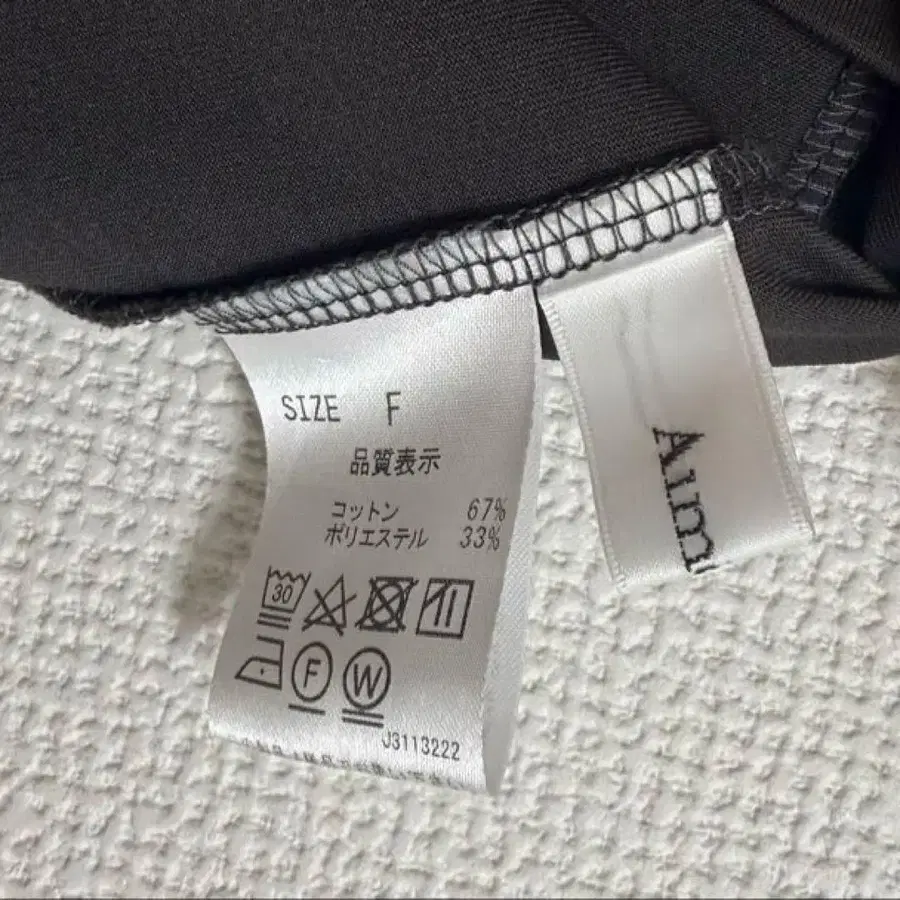 SIZE F
品質表示
コットン 67%
ポリエステル 33%
30
F W
J3113222
Aim